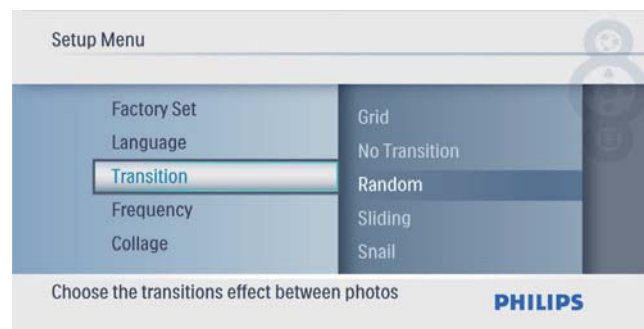 Setup Menu
Factory Set
Language
Transition
Frequency
Collage
Grid
No Transition
Random
Sliding
Snail
Choose the transitions effect between photos
PHILIPS